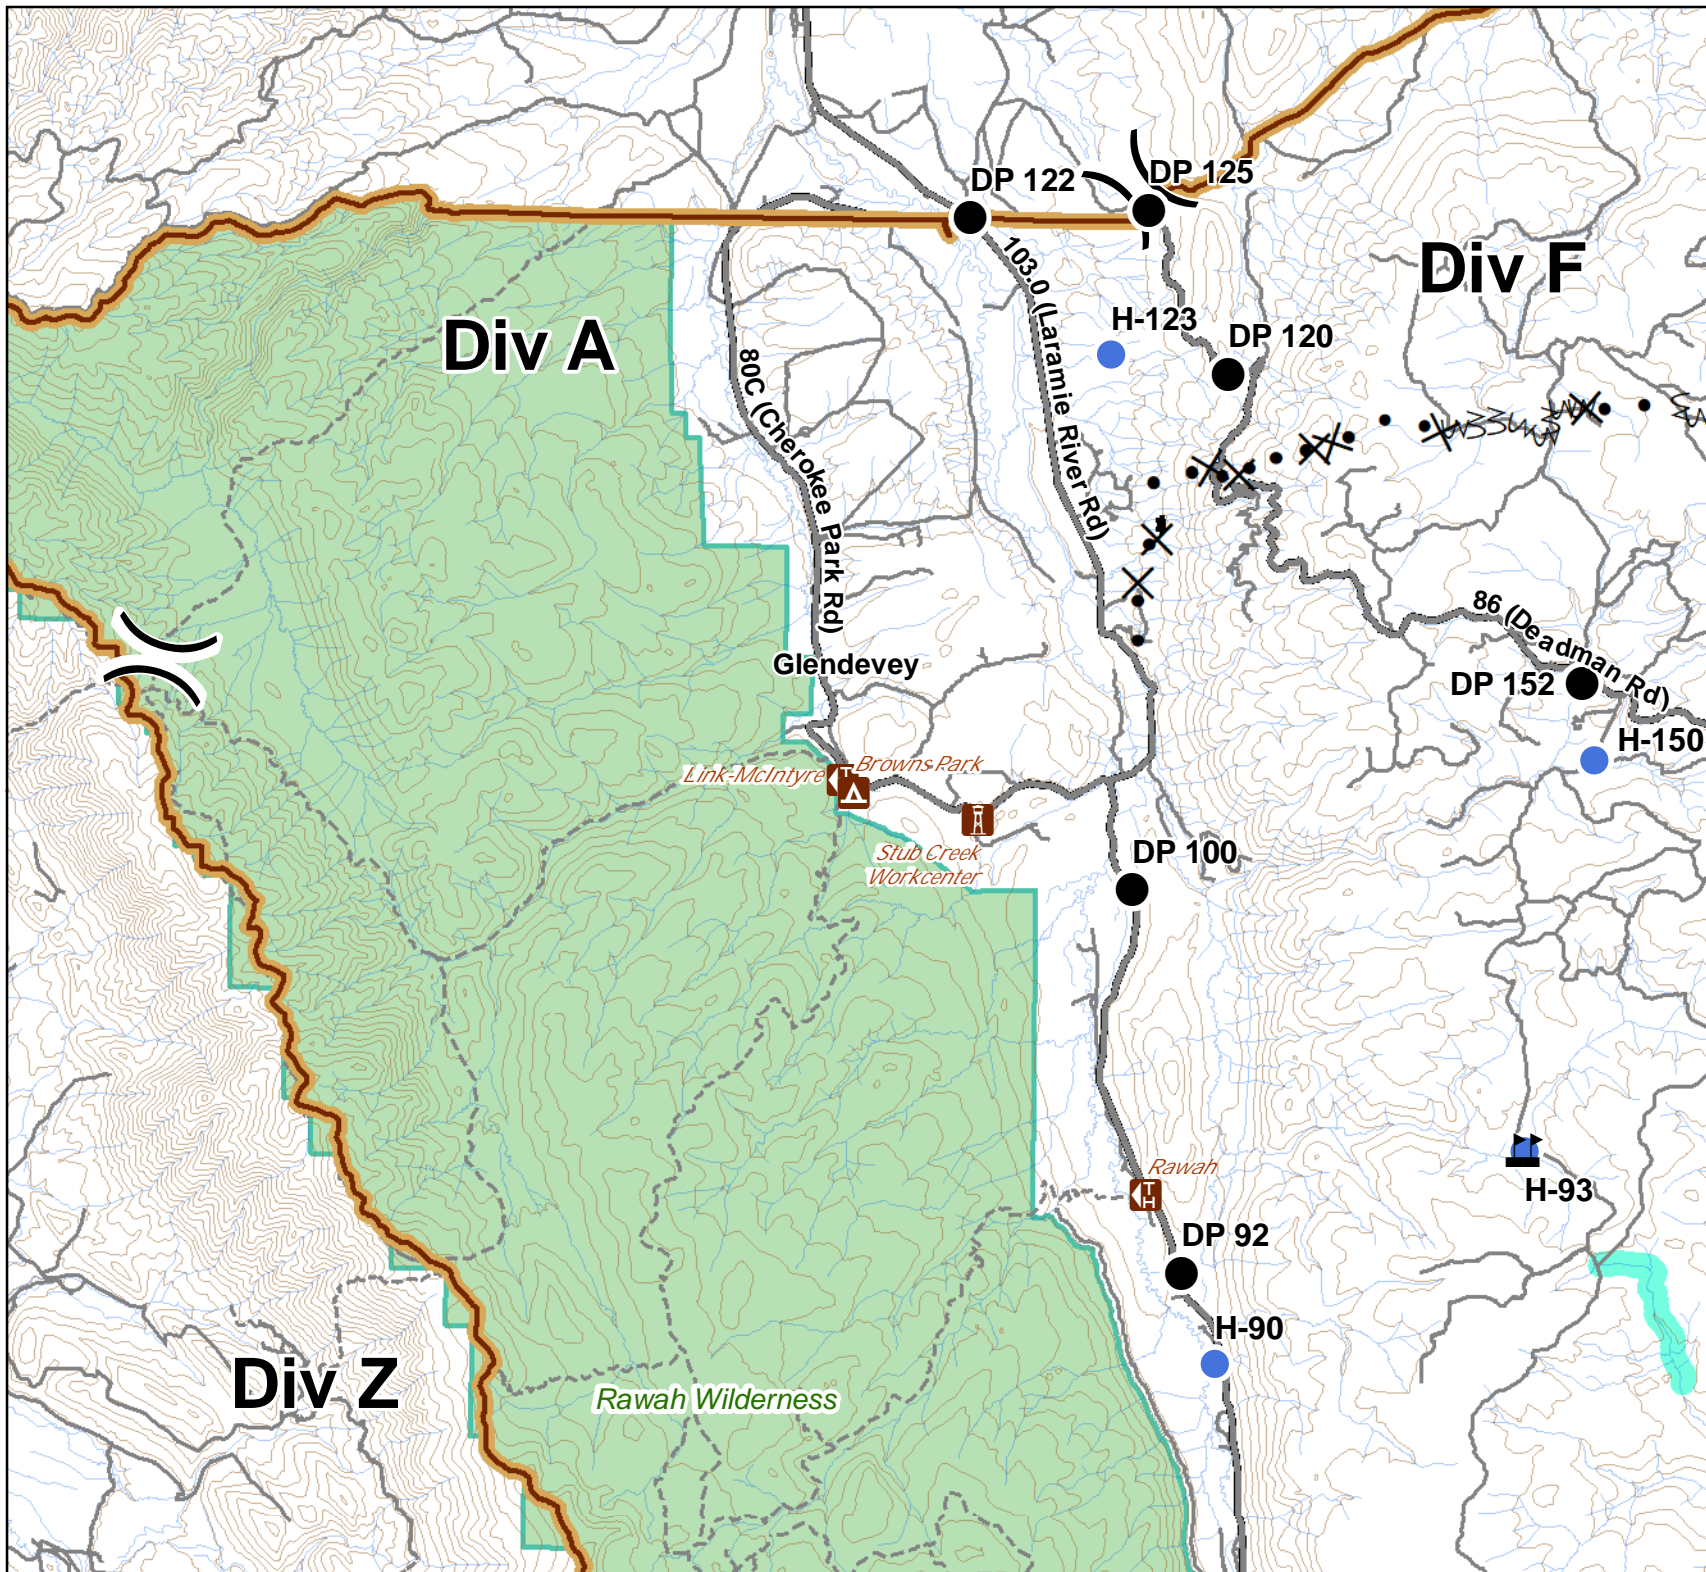 DP 122
DP 125
Div F
103.0 (Laramie River Rd)
H-123
DP 120
Div A
80C (Cherokee Park Rd)
86 (Deadman Rd)
Glendevey
DP 152
H-150
Link-McIntyre
Browns Park
Stub Creek
Workcenter
DP 100
Rawah
TH
H-93
DP 92
H-90
Div Z
Rawah Wilderness